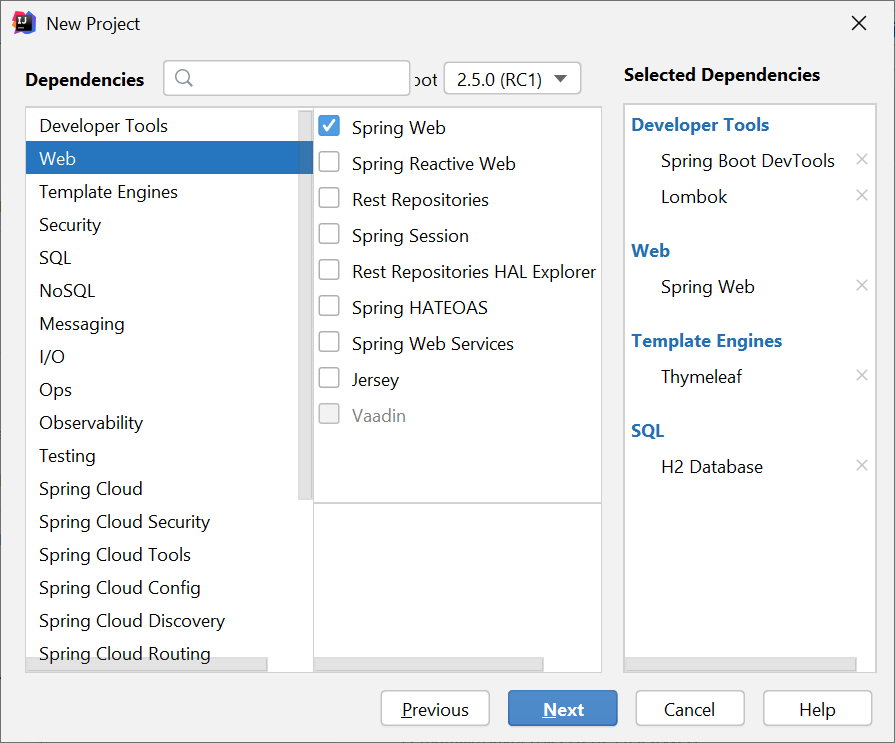 New Project
Dependencies
oot
2.5.0 (RC1)
Selected Dependencies
Developer Tools
Web
Template Engines
Security
SQL
NoSQL
Messaging
I/O
Ops
Observability
Testing
Spring Cloud
Spring Cloud Security
Spring Cloud Tools
Spring Cloud Config
Spring Cloud Discovery
Spring Cloud Routing
Spring Web
Spring Reactive Web
Rest Repositories
Spring Session
Rest Repositories HAL Explorer
Spring HATEOAS
Spring Web Services
Jersey
Vaadin
Developer Tools
Spring Boot DevTools
Lombok
Web
Spring Web
Template Engines
Thymeleaf
SQL
H2 Database
Previous
Next
Cancel
Help